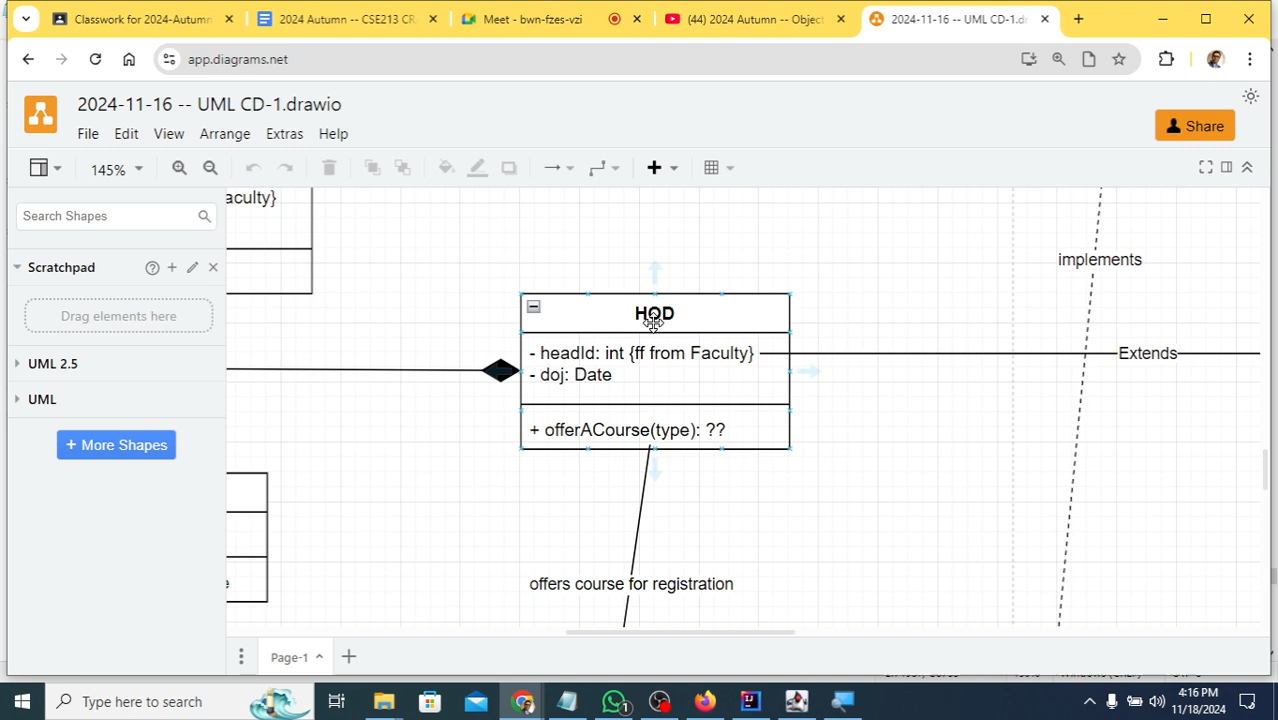 Classwork for 2024-Autumn
2024 Autumn -- CSE213 CR
Meet - bwn-fzes-vzi
(44) 2024 Autumn -- Object
2024-11-16 -- UML CD-1.dr
app.diagrams.net
2024-11-16 -- UML CD-1.drawio
File Edit View Arrange Extras Help
Share
145%
Search Shapes
Scratchpad
Drag elements here
UML 2.5
UML
+ More Shapes
aculty}
implements
HOD
- headId: int {ff from Faculty}
Extends
- doj: Date
+ offerACourse(type): ??
offers course for registration
e
Page-1
Type here to search
1
4:16 PM
11/18/2024